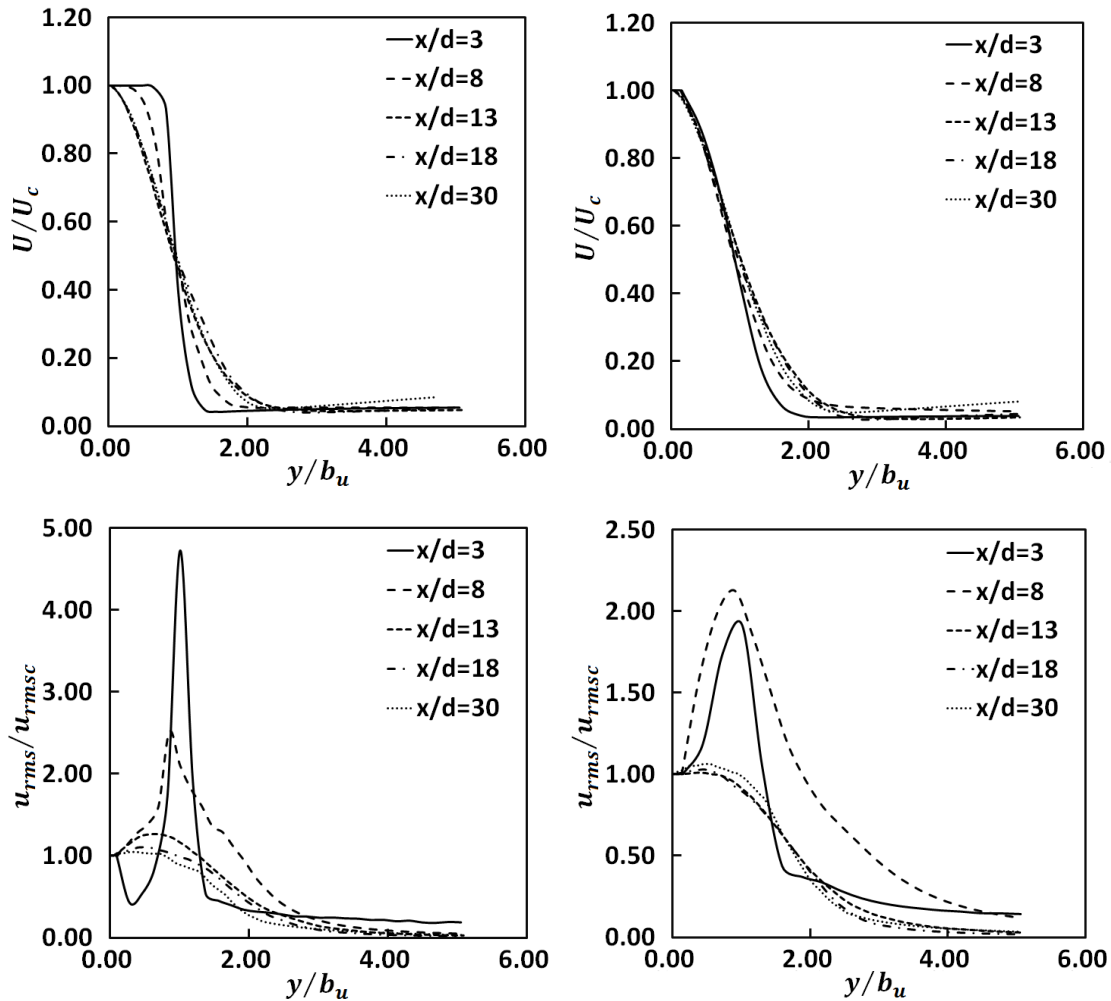 1.20
1.00
0.80
0.60
0.40
0.20
0.00
U/U_c
0.00 2.00 4.00 6.00
y/b_u
x/d=3
x/d=8
x/d=13
x/d=18
x/d=30
1.20
1.00
0.80
0.60
0.40
0.20
0.00
U/U_c
0.00 2.00 4.00 6.00
y/b_u
x/d=3
x/d=8
x/d=13
x/d=18
x/d=30
5.00
4.00
3.00
2.00
1.00
0.00
u_rms/u_rmsc
0.00 2.00 4.00 6.00
y/b_u
x/d=3
x/d=8
x/d=13
x/d=18
x/d=30
2.50
2.00
1.50
1.00
0.50
0.00
u_rms/u_rmsc
0.00 2.00 4.00 6.00
y/b_u
x/d=3
x/d=8
x/d=13
x/d=18
x/d=30